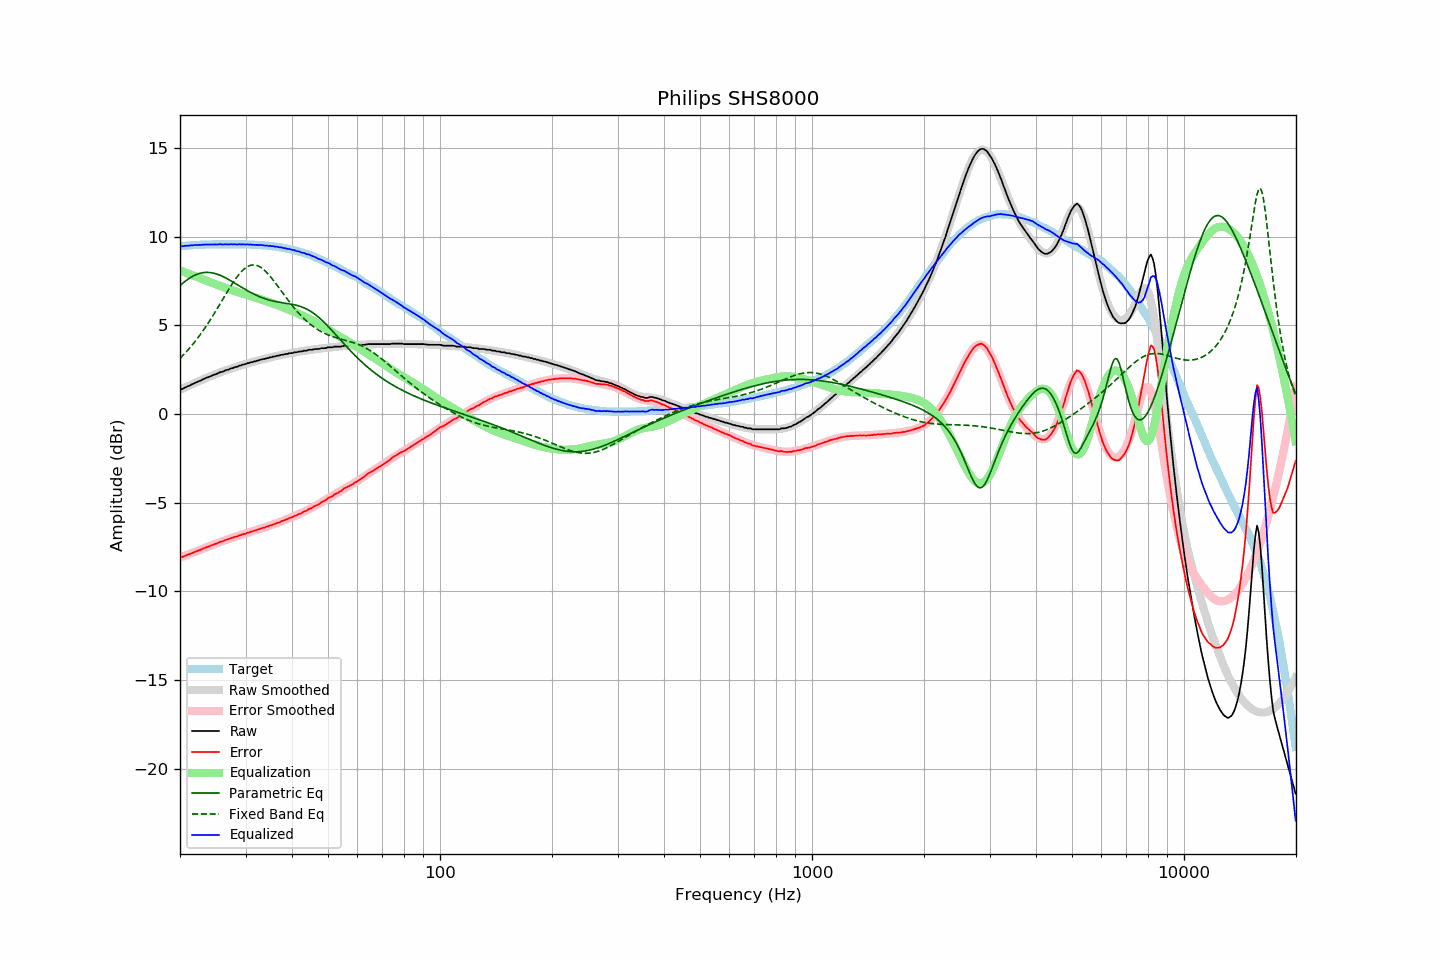 Philips SHS8000
Amplitude (dBr)
15
10
5
0
−5
−10
−15
−20
Target
Raw Smoothed
Error Smoothed
Raw
Error
Equalization
Parametric Eq
Fixed Band Eq
Equalized
100
1000
10000
Frequency (Hz)